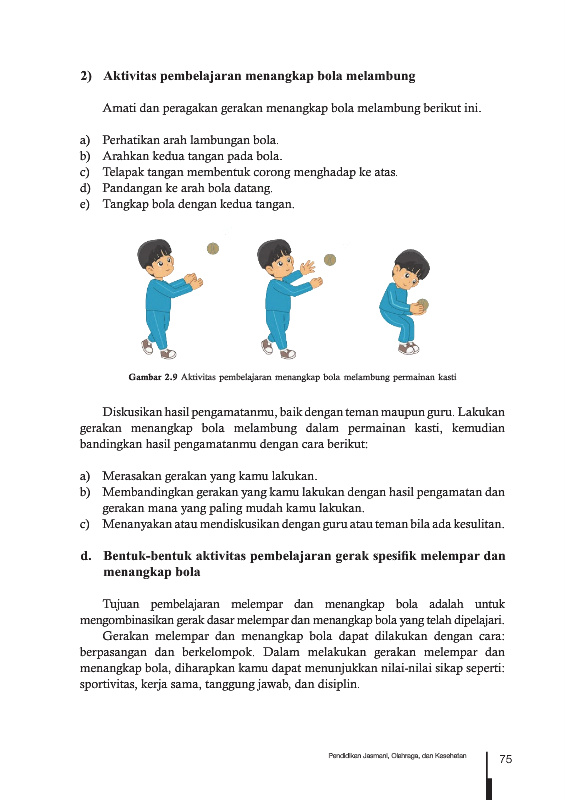 2) Aktivitas pembelajaran menangkap bola melambung
Amati dan peragakan gerakan menangkap bola melambung berikut ini.
a) Perhatikan arah lambungan bola.
b) Arahkan kedua tangan pada bola.
c) Telapak tangan membentuk corong menghadap ke atas.
d) Pandangan ke arah bola datang.
e) Tangkap bola dengan kedua tangan.
Gambar 2.9 Aktivitas pembelajaran menangkap bola melambung permainan kasti
Diskusikan hasil pengamatanmu, baik dengan teman maupun guru. Lakukan
gerakan menangkap bola melambung dalam permainan kasti, kemudian
bandingkan hasil pengamatanmu dengan cara berikut:
a) Merasakan gerakan yang kamu lakukan.
b) Membandingkan gerakan yang kamu lakukan dengan hasil pengamatan dan
gerakan mana yang paling mudah kamu lakukan.
c) Menanyakan atau mendiskusikan dengan guru atau teman bila ada kesulitan.
d. Bentuk-bentuk aktivitas pembelajaran gerak spesifik melempar dan
menangkap bola
Tujuan pembelajaran melempar dan menangkap bola adalah untuk
mengombinasikan gerak dasar melempar dan menangkap bola yang telah dipelajari.
Gerakan melempar dan menangkap bola dapat dilakukan dengan cara:
berpasangan dan berkelompok. Dalam melakukan gerakan melempar dan
menangkap bola, diharapkan kamu dapat menunjukkan nilai-nilai sikap seperti:
sportivitas, kerja sama, tanggung jawab, dan disiplin.
Pendidikan Jasmani, Olahraga, dan Kesehatan 75